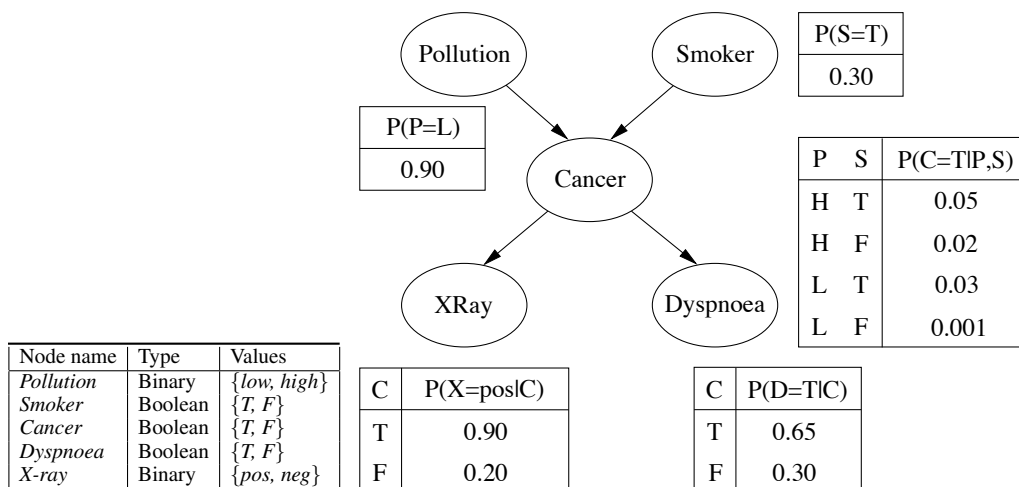 Pollution
Smoker
P(S=T)
0.30
P(P=L)
0.90
Cancer
P S P(C=T|P,S)
H T 0.05
H F 0.02
L T 0.03
L F 0.001
XRay
Dyspnoea
Node name Type Values
Pollution Binary {low, high}
Smoker Boolean {T, F}
Cancer Boolean {T, F}
Dyspnoea Boolean {T, F}
X-ray Binary {pos, neg}
C P(X=pos|C)
T 0.90
F 0.20
C P(D=T|C)
T 0.65
F 0.30